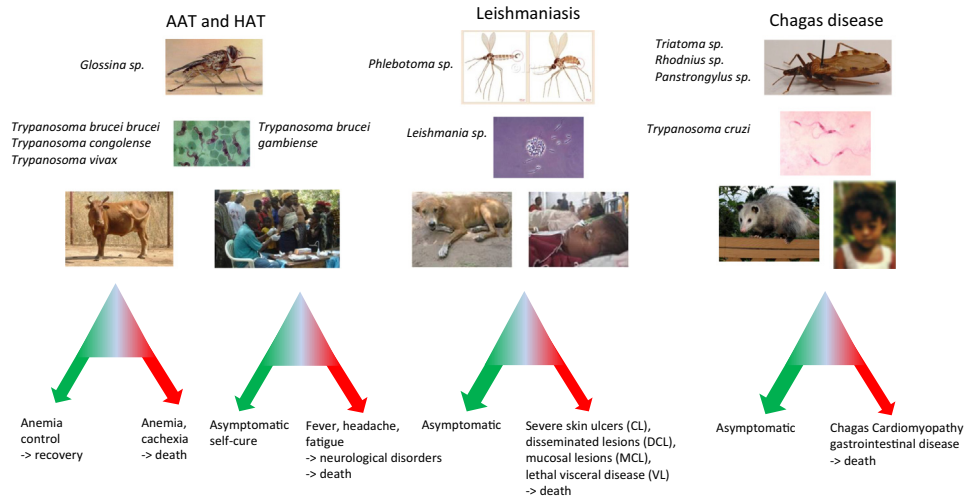 AAT and HAT
Leishmaniasis
Chagas disease
Glossina sp.
Phlebotoma sp.
Triatoma sp.
Rhodnius sp.
Panstrongylus sp.
Trypanosoma brucei brucei
Trypanosoma congolense
Trypanosoma vivax
Trypanosoma brucei
gambiense
Leishmania sp.
Trypanosoma cruzi
Anemia
control
-> recovery
Anemia,
cachexia
-> death
Asymptomatic
self-cure
Fever, headache,
fatigue
-> neurological disorders
-> death
Asymptomatic
Severe skin ulcers (CL),
disseminated lesions (DCL),
mucosal lesions (MCL),
lethal visceral disease (VL)
-> death
Asymptomatic
Chagas Cardiomyopathy
gastrointestinal disease
-> death